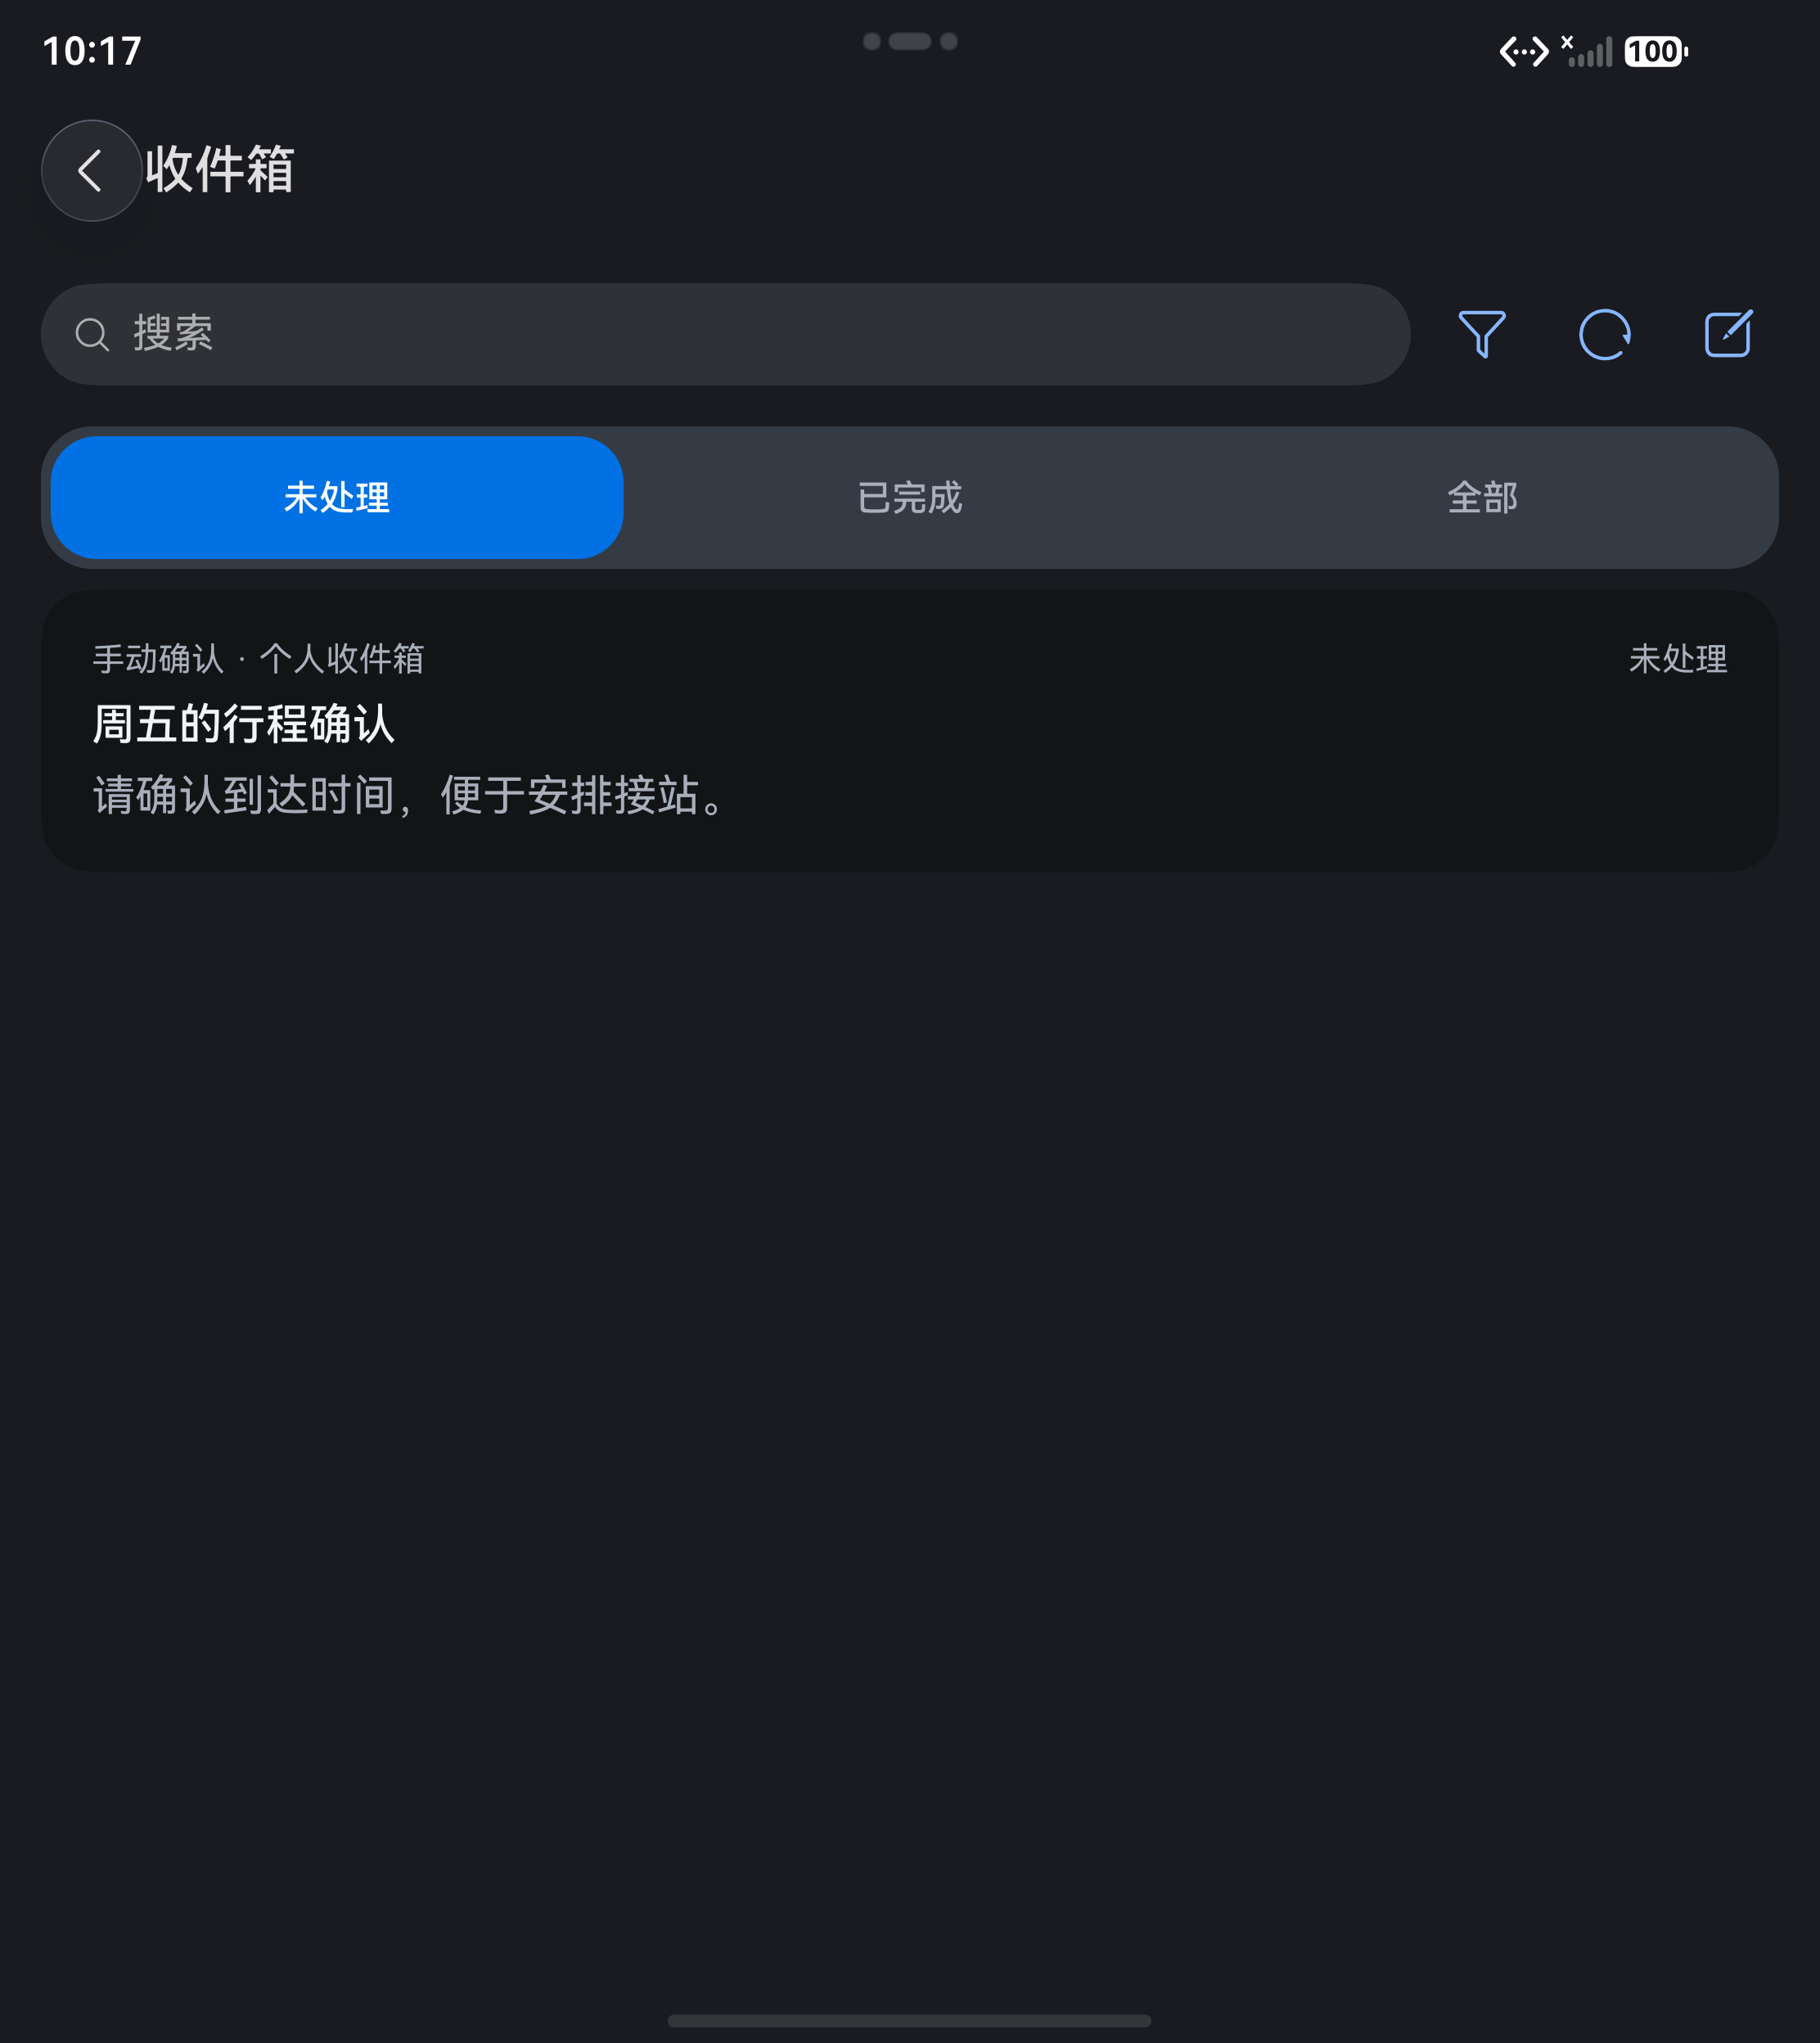 10:17
100
收件箱
搜索
未处理
已完成
全部
手动确认 · 个人收件箱
未处理
周五的行程确认
请确认到达时间，便于安排接站。